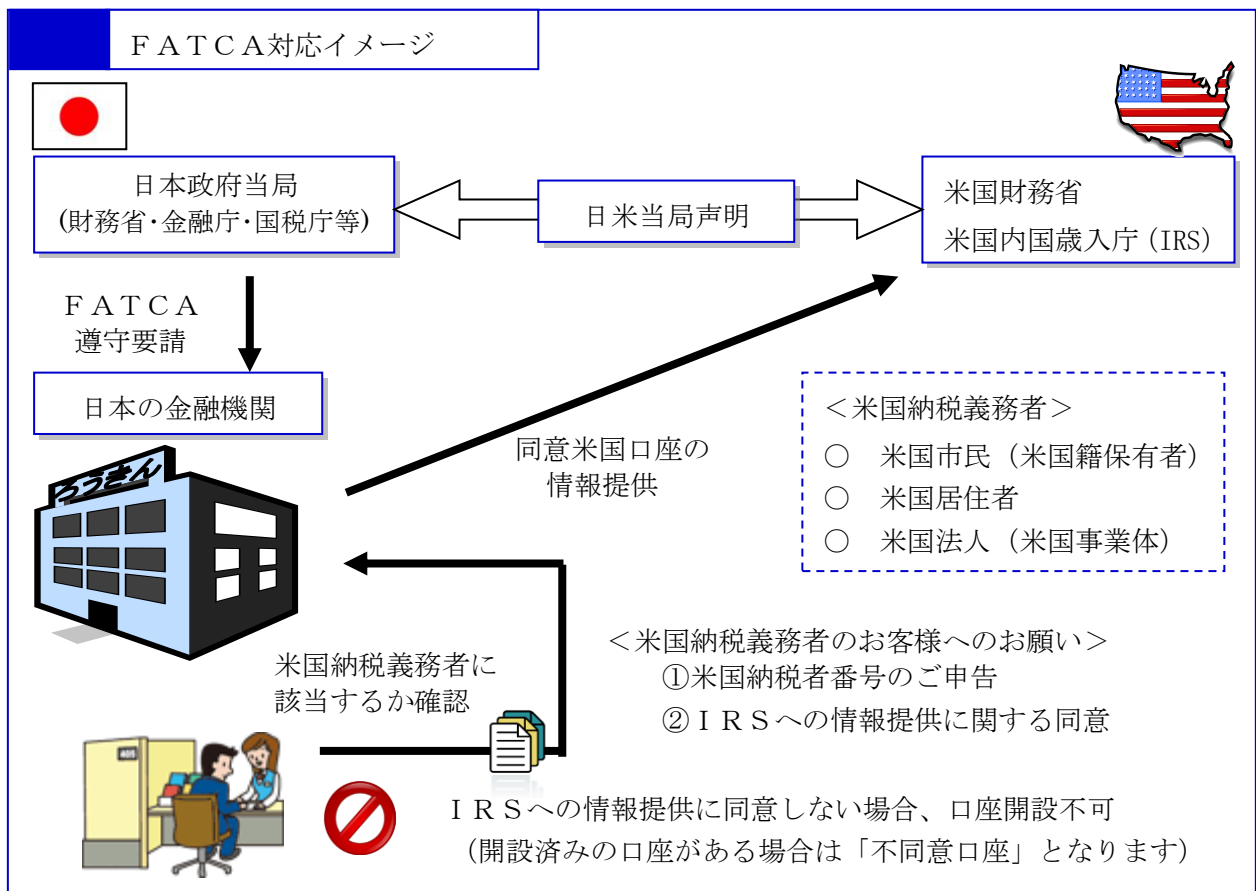 ＦＡＴＣＡ対応イメージ
日本政府当局
(財務省・金融庁・国税庁等)
日米当局声明
米国財務省
米国内国歳入庁(IRS)
ＦＡＴＣＡ
遵守要請
日本の金融機関
ろうきん
同意米国口座の
情報提供
＜米国納税義務者＞
○　米国市民（米国籍保有者）
○　米国居住者
○　米国法人（米国事業体）
米国納税義務者に
該当するか確認
＜米国納税義務者のお客様へのお願い＞
①米国納税者番号のご申告
②ＩＲＳへの情報提供に関する同意
405
ＩＲＳへの情報提供に同意しない場合、口座開設不可
（開設済みの口座がある場合は「不同意口座」となります）